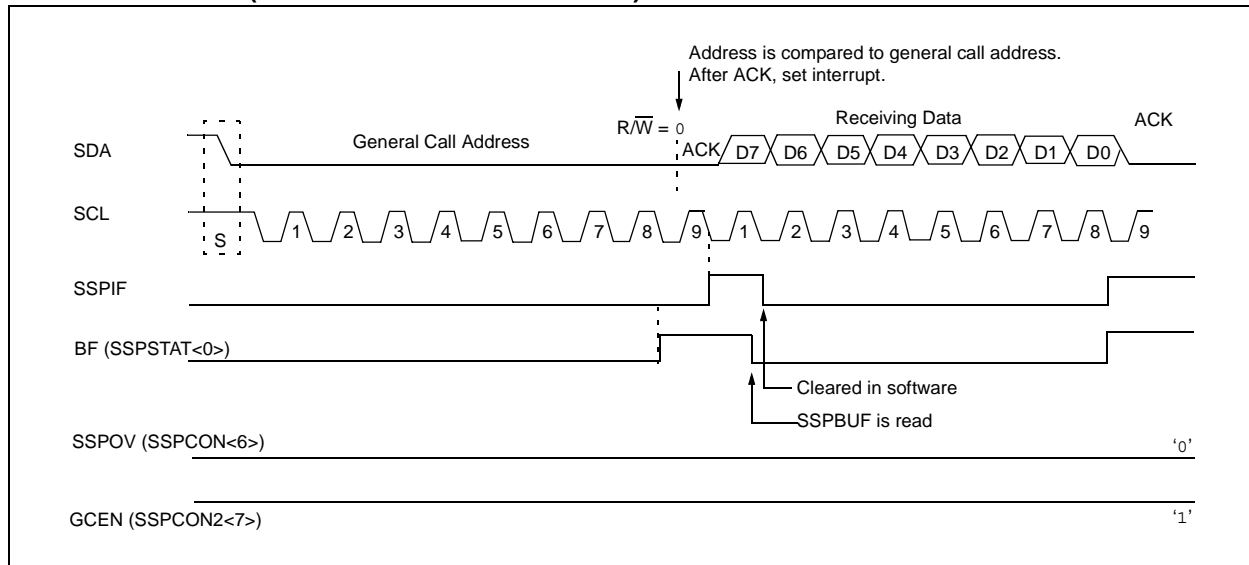 Address is compared to general call address.
After ACK, set interrupt.
R/W̅ = 0
Receiving Data
ACK
SDA
General Call Address
ACK
D7 D6 D5 D4 D3 D2 D1 D0
SCL
S
1 2 3 4 5 6 7 8 9 1 2 3 4 5 6 7 8 9
SSPIF
BF (SSPSTAT<0>)
Cleared in software
SSPBUF is read
SSPOV (SSPCON<6>)
‘0’
GCEN (SSPCON2<7>)
‘1’